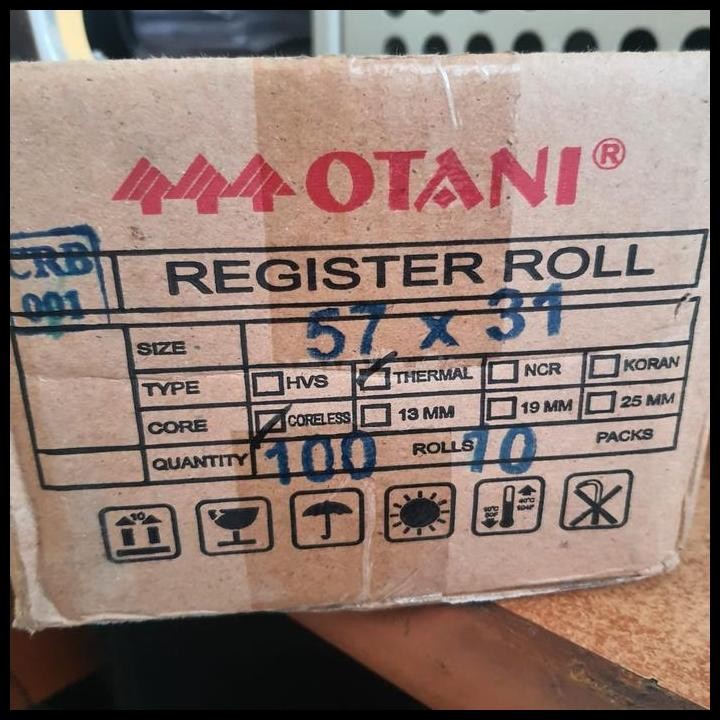 OTANI®
CRB
001
REGISTER ROLL
SIZE 57 x 31
TYPE HVS THERMAL NCR KORAN
CORE CORELESS 13 MM 19 MM 25 MM
QUANTITY 100 ROLLS 10 PACKS
10